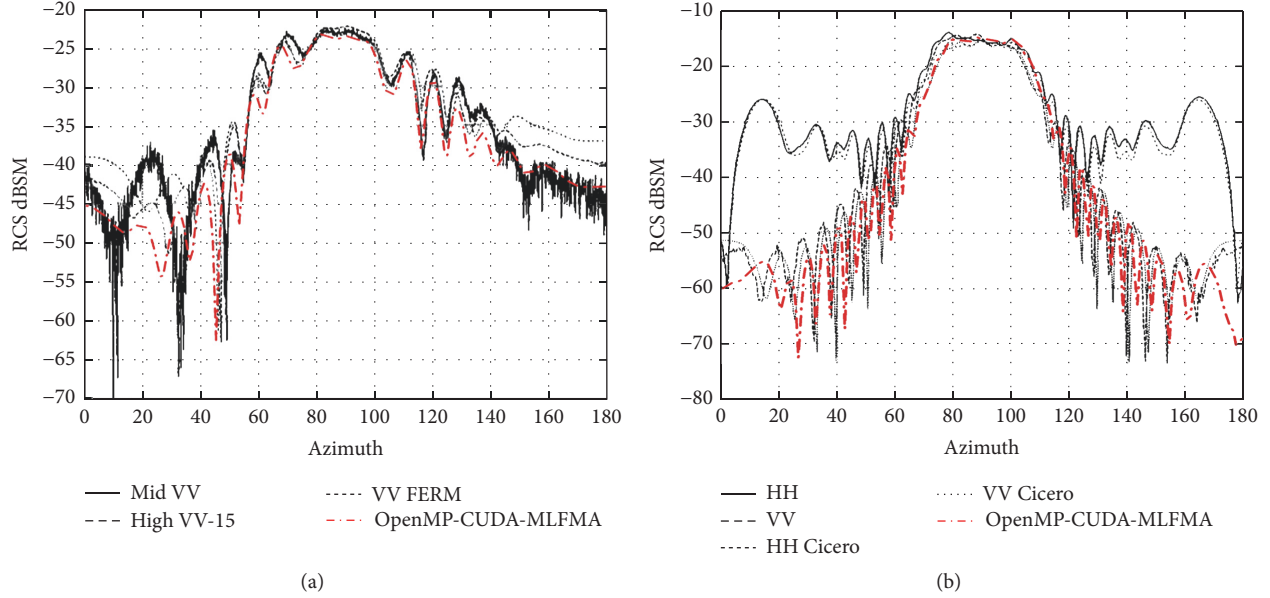 −20
−25
−30
−35
−40
−45
−50
−55
−60
−65
−70
RCS dBSM
0 20 40 60 80 100 120 140 160 180
Azimuth
Mid VV
High VV-15
VV FERM
OpenMP-CUDA-MLFMA
(a)
−10
−20
−30
−40
−50
−60
−70
−80
RCS dBSM
0 20 40 60 80 100 120 140 160 180
Azimuth
HH
VV
HH Cicero
VV Cicero
OpenMP-CUDA-MLFMA
(b)